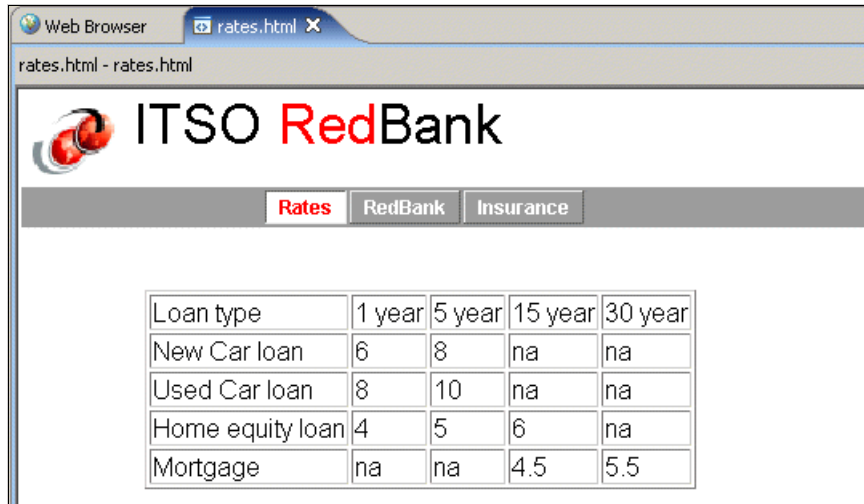 Web Browser rates.html
rates.html - rates.html
ITSO RedBank
Rates RedBank Insurance
Loan type 1 year 5 year 15 year 30 year
New Car loan 6 8 na na
Used Car loan 8 10 na na
Home equity loan 4 5 6 na
Mortgage na na 4.5 5.5